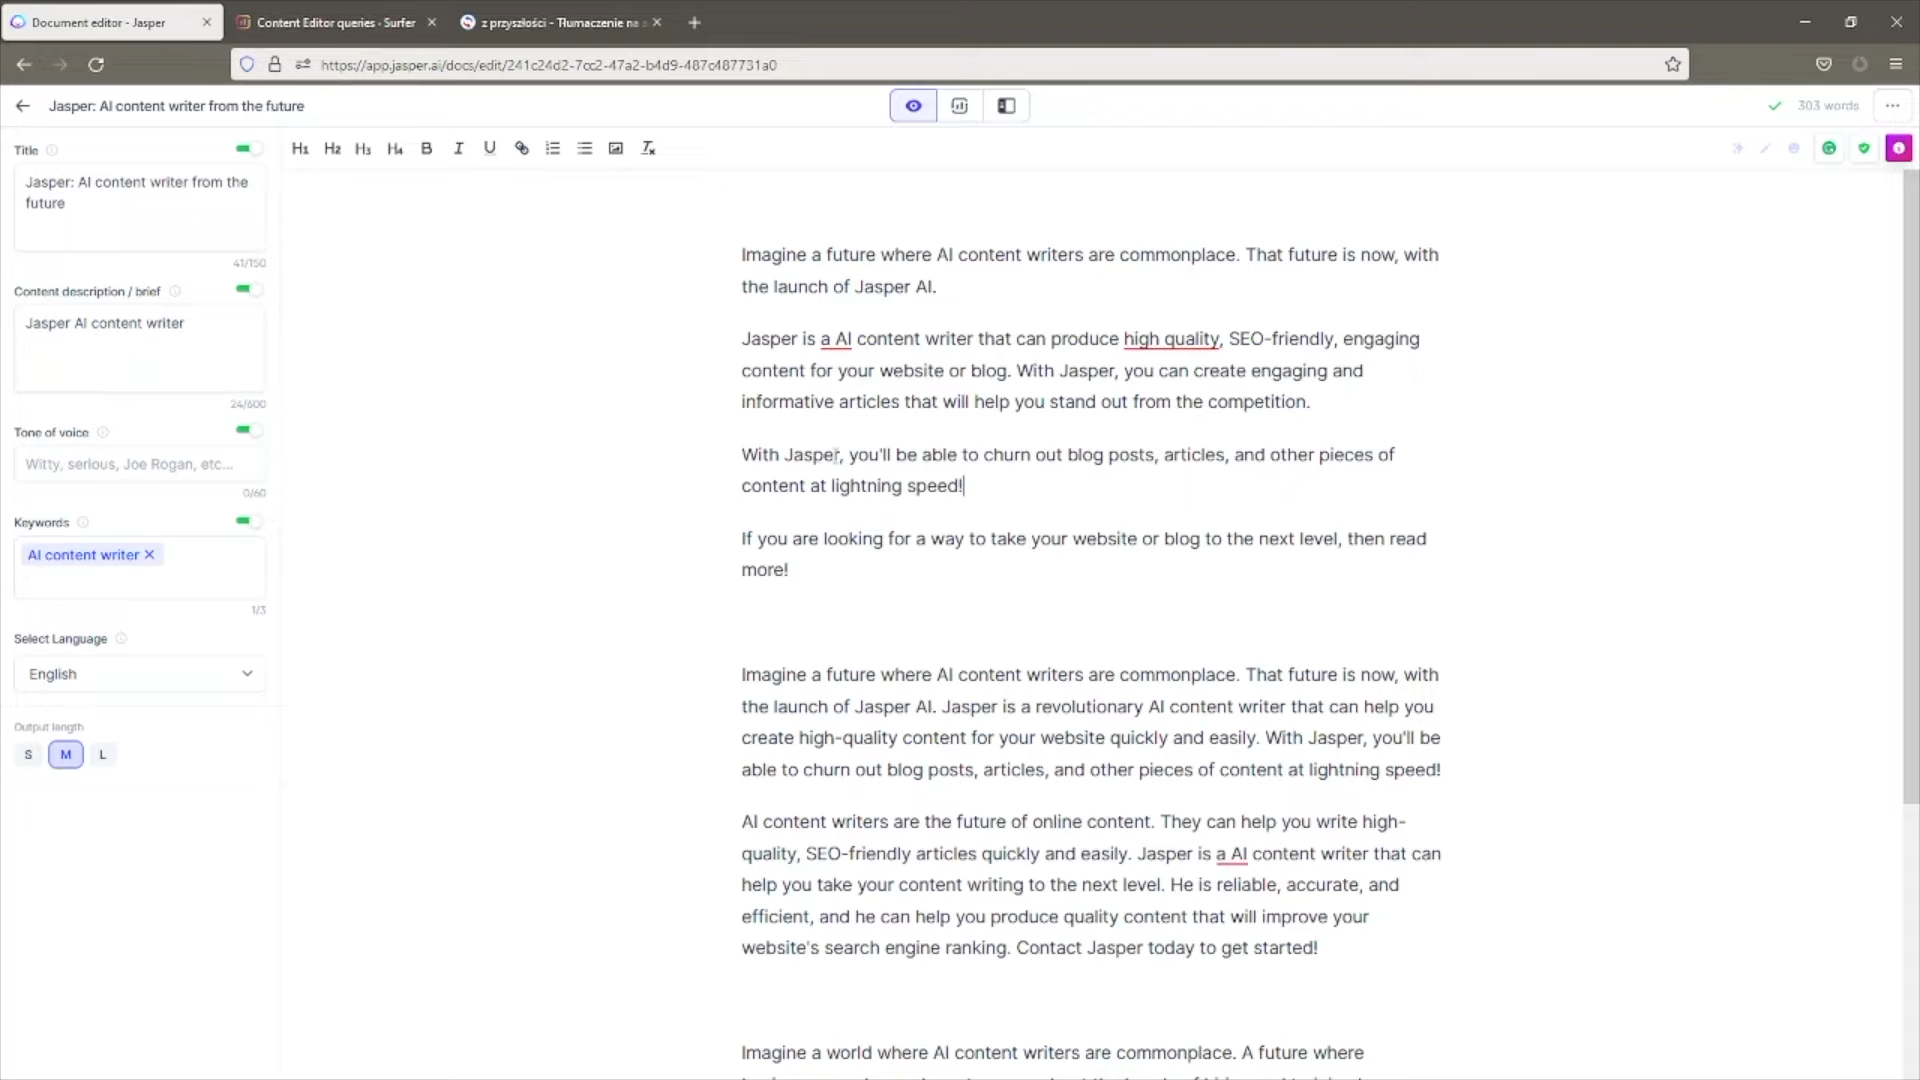 Document editor - Jasper
Content Editor queries · Surfer
z przyszłości - Tłumaczenie na
https://app.jasper.ai/docs/edit/241c24d2-7cc2-47a2-b4d9-487c487731a0
Jasper: AI content writer from the future
303 words
Title
H1 H2 H3 H4 B I U
Jasper: AI content writer from the
future
41/150
Content description / brief
Jasper AI content writer
24/600
Tone of voice
Witty, serious, Joe Rogan, etc...
0/60
Keywords
AI content writer
1/3
Select Language
English
Output length
S M L
Imagine a future where AI content writers are commonplace. That future is now, with
the launch of Jasper AI.
Jasper is a AI content writer that can produce high quality, SEO-friendly, engaging
content for your website or blog. With Jasper, you can create engaging and
informative articles that will help you stand out from the competition.
With Jasper, you'll be able to churn out blog posts, articles, and other pieces of
content at lightning speed!
If you are looking for a way to take your website or blog to the next level, then read
more!
Imagine a future where AI content writers are commonplace. That future is now, with
the launch of Jasper AI. Jasper is a revolutionary AI content writer that can help you
create high-quality content for your website quickly and easily. With Jasper, you'll be
able to churn out blog posts, articles, and other pieces of content at lightning speed!
AI content writers are the future of online content. They can help you write high-
quality, SEO-friendly articles quickly and easily. Jasper is a AI content writer that can
help you take your content writing to the next level. He is reliable, accurate, and
efficient, and he can help you produce quality content that will improve your
website's search engine ranking. Contact Jasper today to get started!
Imagine a world where AI content writers are commonplace. A future where